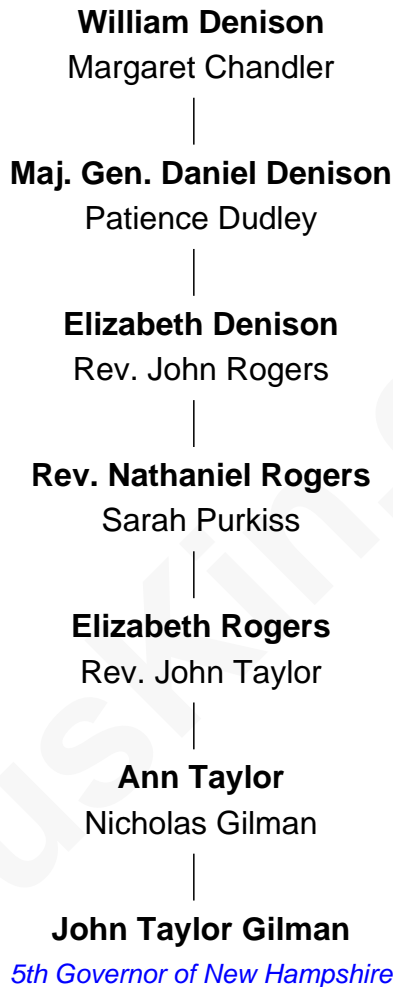 William Denison
Margaret Chandler
Maj. Gen. Daniel Denison
Patience Dudley
Elizabeth Denison
Rev. John Rogers
Rev. Nathaniel Rogers
Sarah Purkiss
Elizabeth Rogers
Rev. John Taylor
Ann Taylor
Nicholas Gilman
John Taylor Gilman
5th Governor of New Hampshire